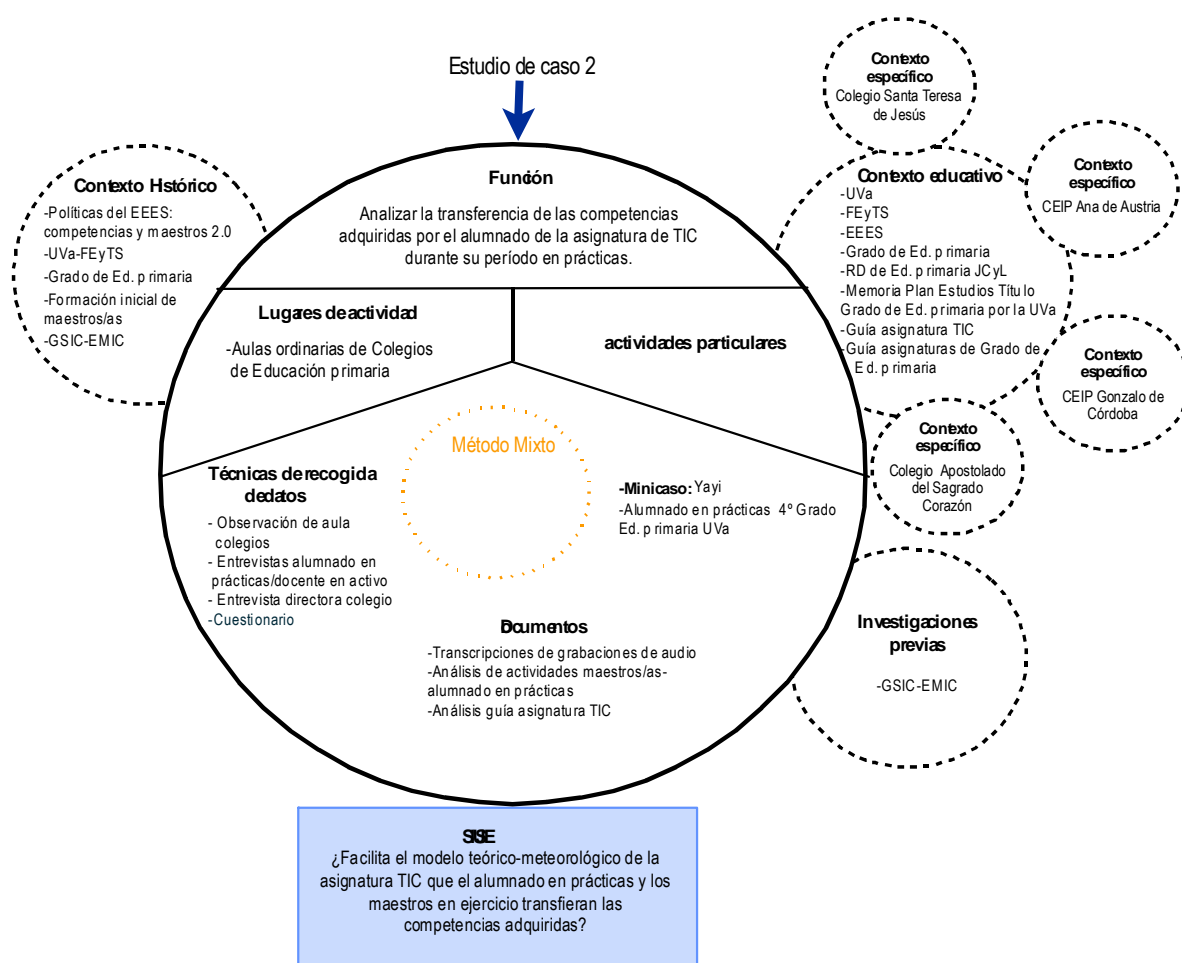 Estudio de caso 2
Contexto Hstórico
-Políticas del EEES:
competencias y maestros 2.0
-UVa-FEyTS
-Grado de Ed. primaria
-Formación inicial de
maestros/as
-GSIC-EMIC
Función
Analizar la transferencia de las competencias
adquiridas por el alumnado de la asignatura de TIC
durante su período en prácticas.
Lugares de actividad
-Aulas ordinarias de Colegios
de Educación primaria
actividades particulares
Método Mixto
Técnicas de recogida
de datos
- Observación de aula
colegios
- Entrevistas alumnado en
prácticas/docente en activo
- Entrevista directora colegio
-Cuestionario
-Minicaso: Yayi
-Alumnado en prácticas 4º Grado
Ed. primaria UVa
Documentos
-Transcripciones de grabaciones de audio
-Análisis de actividades maestros/as-
alumnado en prácticas
-Análisis guía asignatura TIC
Contexto
específico
Colegio Santa Teresa
de Jesús
Contexto educativo
-UVa
-FEyTS
-EEES
-Grado de Ed. primaria
-RD de Ed. primaria JCyL
-Memoria Plan Estudios Título
Grado de Ed. primaria por la UVa
-Guía asignatura TIC
-Guía asignaturas de Grado de
Ed. primaria
Contexto
específico
CEIP Ana de Austria
Contexto
específico
CEIP Gonzalo de
Córdoba
Contexto
específico
Colegio Apostolado
del Sagrado
Corazón
Investigaciones
previas
-GSIC-EMIC
¿Facilita el modelo teórico-meteorológico de la
asignatura TIC que el alumnado en prácticas y los
maestros en ejercicio transfieran las
competencias adquiridas?